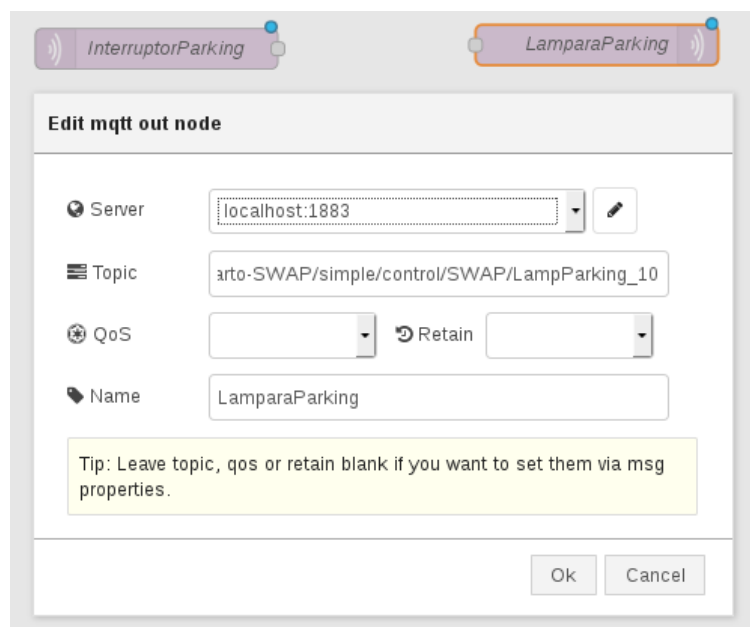 InterruptorParking
LamparaParking
Edit mqtt out node
Server
localhost:1883
Topic
arto-SWAP/simple/control/SWAP/LampParking_10
QoS
Retain
Name
LamparaParking
Tip: Leave topic, qos or retain blank if you want to set them via msg
properties.
Ok
Cancel